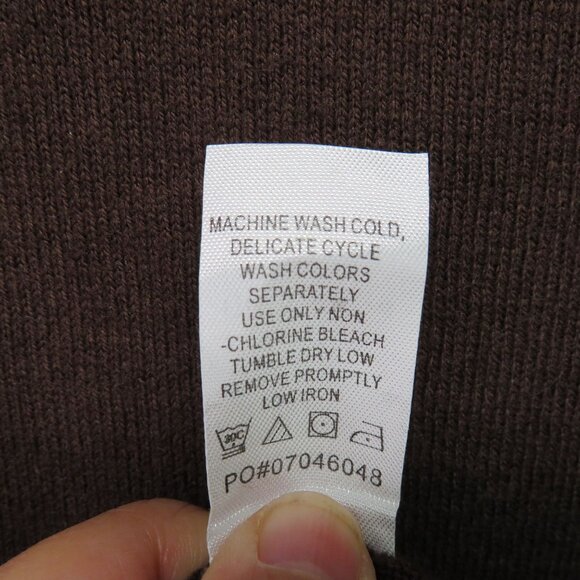 MACHINE WASH COLD,
DELICATE CYCLE
WASH COLORS
SEPARATELY
USE ONLY NON
-CHLORINE BLEACH
TUMBLE DRY LOW
REMOVE PROMPTLY
LOW IRON
30C
PO#07046048